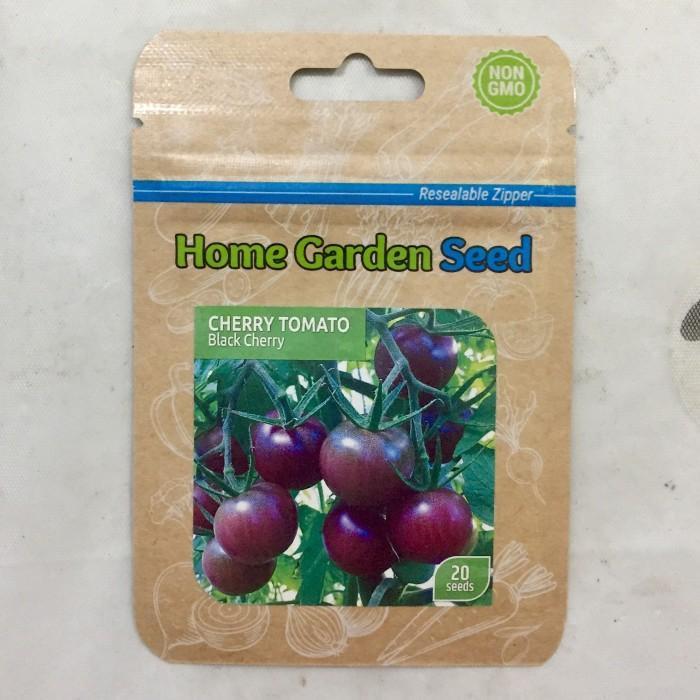 NON
GMO
Resealable Zipper
Home Garden Seed
CHERRY TOMATO
Black Cherry
20
seeds